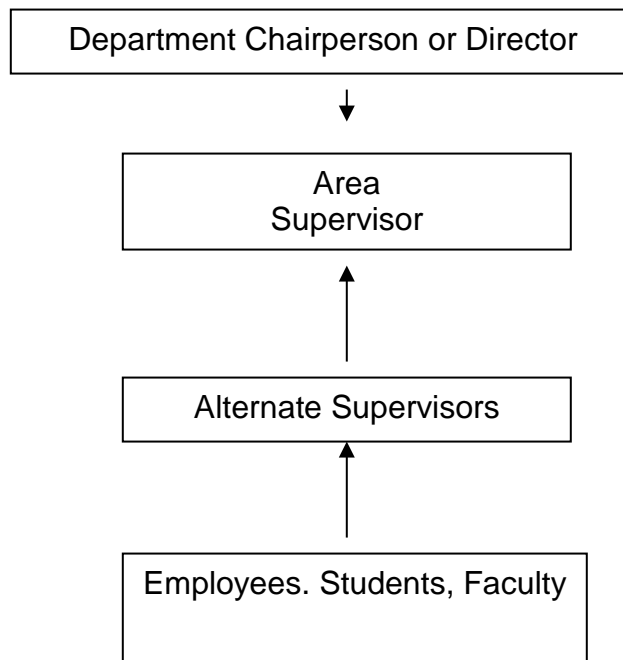 Department Chairperson or Director
Area
Supervisor
Alternate Supervisors
Employees. Students, Faculty